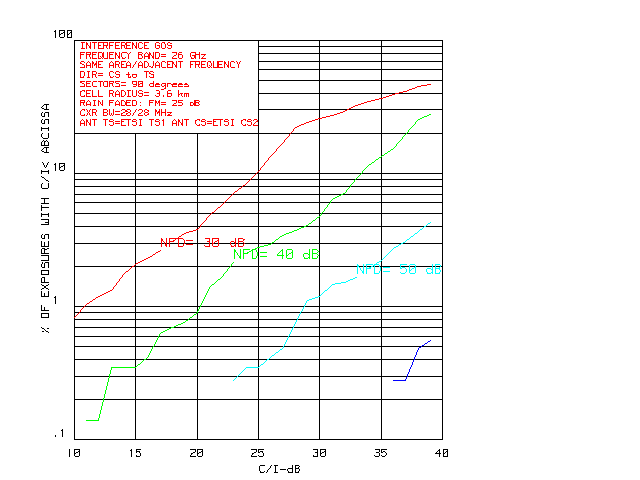 100
INTERFERENCE GOS
FREQUENCY BAND= 26 GHz
SAME AREA/ADJACENT FREQUENCY
DIR= CS to TS
SECTORS= 90 degrees
CELL RADIUS= 3.6 km
RAIN FADED: FM= 25 dB
CXR BW=28/28 MHz
ANT TS=ETSI TS1 ANT CS=ETSI CS2
10
% OF EXPOSURES WITH C/I< ABCISSA
NFD= 30 dB
NFD= 40 dB
NFD= 50 dB
1
.1
10 15 20 25 30 35 40
C/I-dB